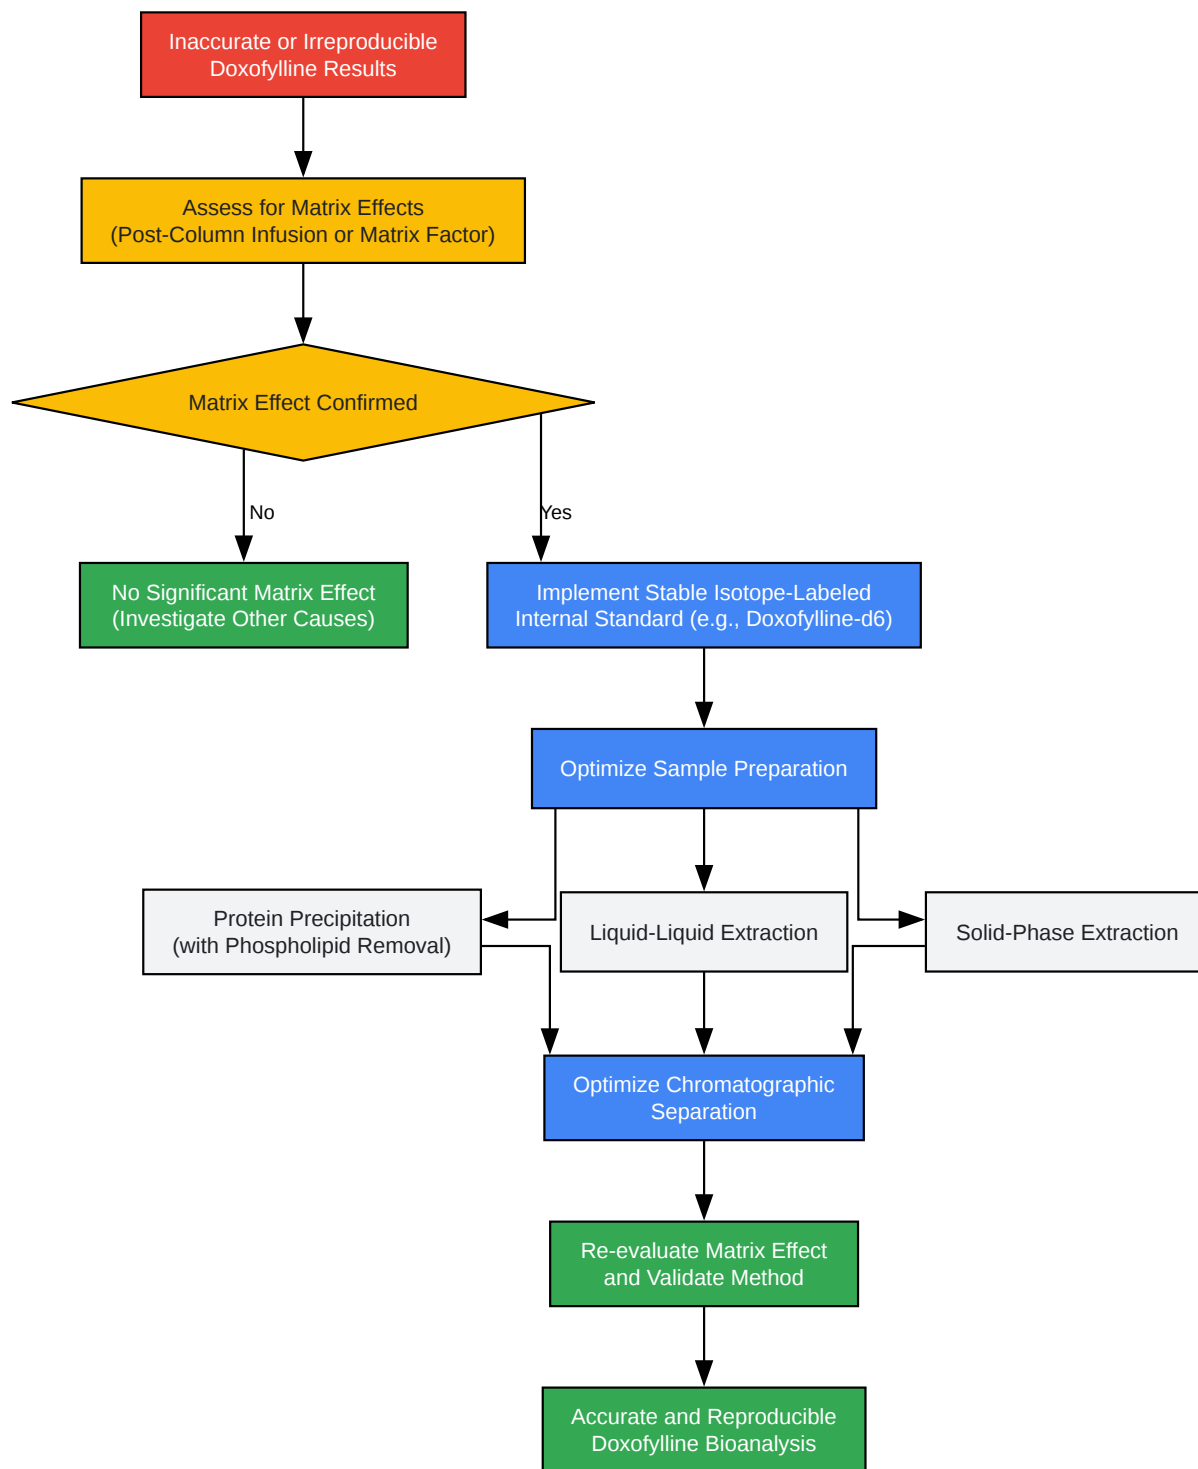 Inaccurate or Irreproducible
Doxofylline Results
Assess for Matrix Effects
(Post-Column Infusion or Matrix Factor)
Matrix Effect Confirmed
No
Yes
No Significant Matrix Effect
(Investigate Other Causes)
Implement Stable Isotope-Labeled
Internal Standard (e.g., Doxofylline-d6)
Optimize Sample Preparation
Protein Precipitation
(with Phospholipid Removal)
Liquid-Liquid Extraction
Solid-Phase Extraction
Optimize Chromatographic
Separation
Re-evaluate Matrix Effect
and Validate Method
Accurate and Reproducible
Doxofylline Bioanalysis